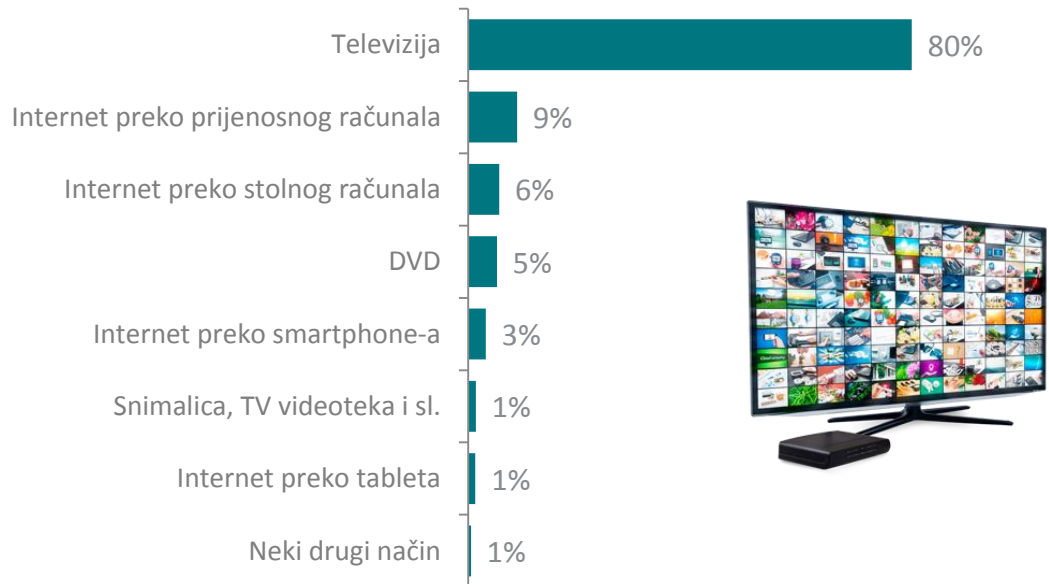 Televizija 80%
Internet preko prijenosnog računala 9%
Internet preko stolnog računala 6%
DVD 5%
Internet preko smartphone-a 3%
Snimalica, TV videoteka i sl. 1%
Internet preko tableta 1%
Neki drugi način 1%